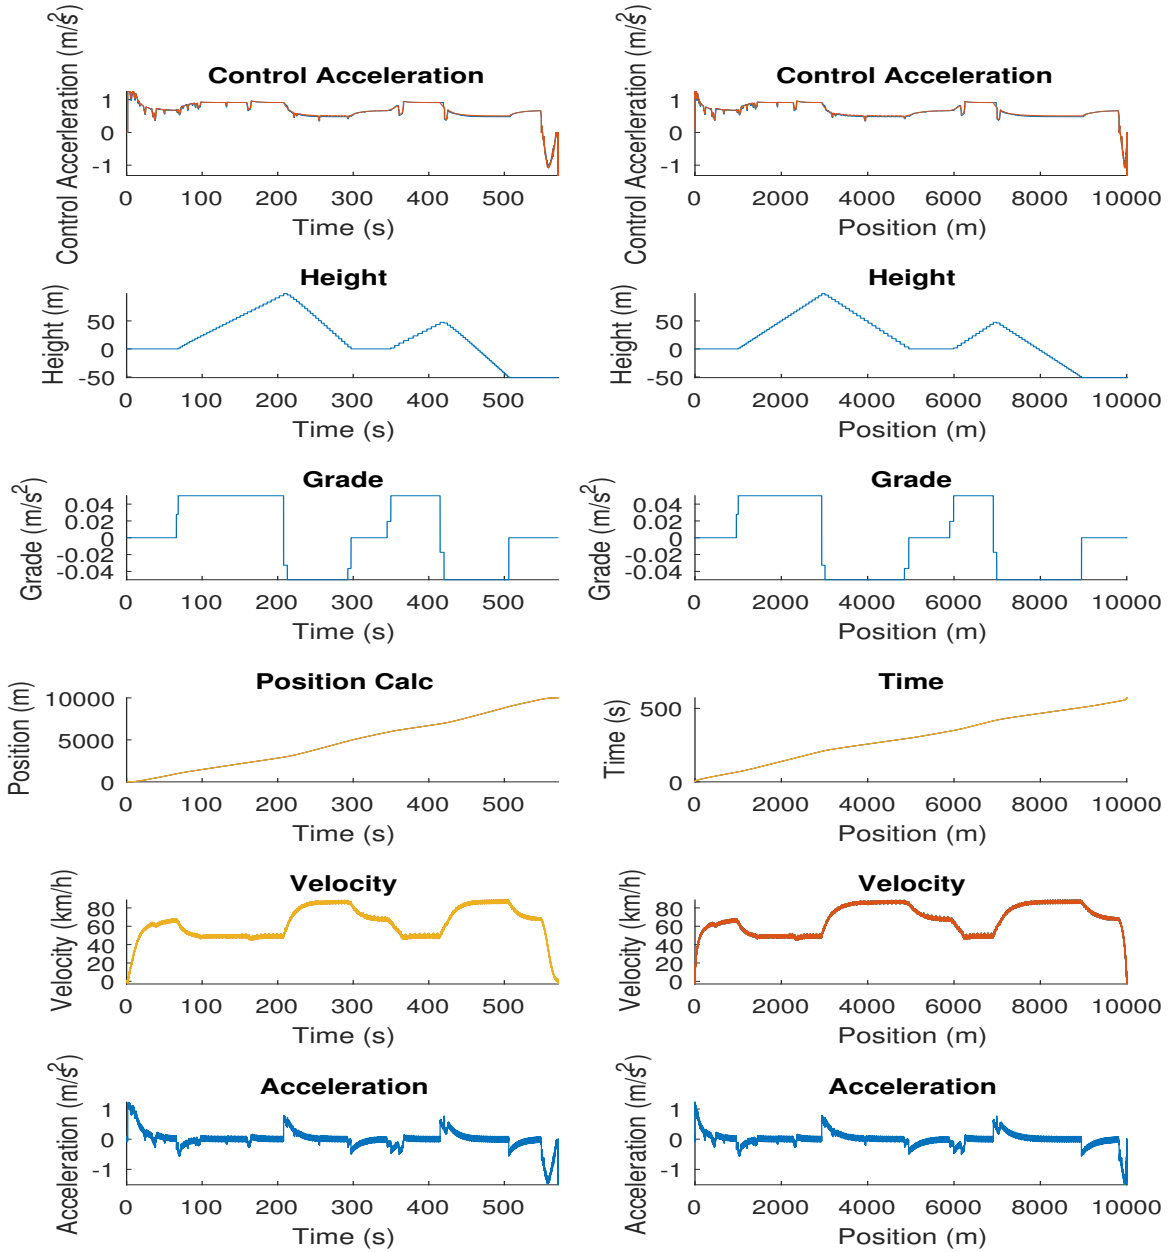 Control Acceleration
Control Accerleration (m/s²)
1
0
-1
0 100 200 300 400 500
Time (s)
Control Acceleration
Control Accerleration (m/s²)
1
0
-1
0 2000 4000 6000 8000 10000
Position (m)
Height
Height (m)
50
0
-50
0 100 200 300 400 500
Time (s)
Height
Height (m)
50
0
-50
0 2000 4000 6000 8000 10000
Position (m)
Grade
Grade (m/s²)
0.04
0.02
0
-0.02
-0.04
0 100 200 300 400 500
Time (s)
Grade
Grade (m/s²)
0.04
0.02
0
-0.02
-0.04
0 2000 4000 6000 8000 10000
Position (m)
Position Calc
Position (m)
10000
5000
0
0 100 200 300 400 500
Time (s)
Time
Time (s)
500
0
0 2000 4000 6000 8000 10000
Position (m)
Velocity
Velocity (km/h)
80
60
40
20
0
0 100 200 300 400 500
Time (s)
Velocity
Velocity (km/h)
80
60
40
20
0
0 2000 4000 6000 8000 10000
Position (m)
Acceleration
Acceleration (m/s²)
1
0
-1
0 100 200 300 400 500
Time (s)
Acceleration
Acceleration (m/s²)
1
0
-1
0 2000 4000 6000 8000 10000
Position (m)